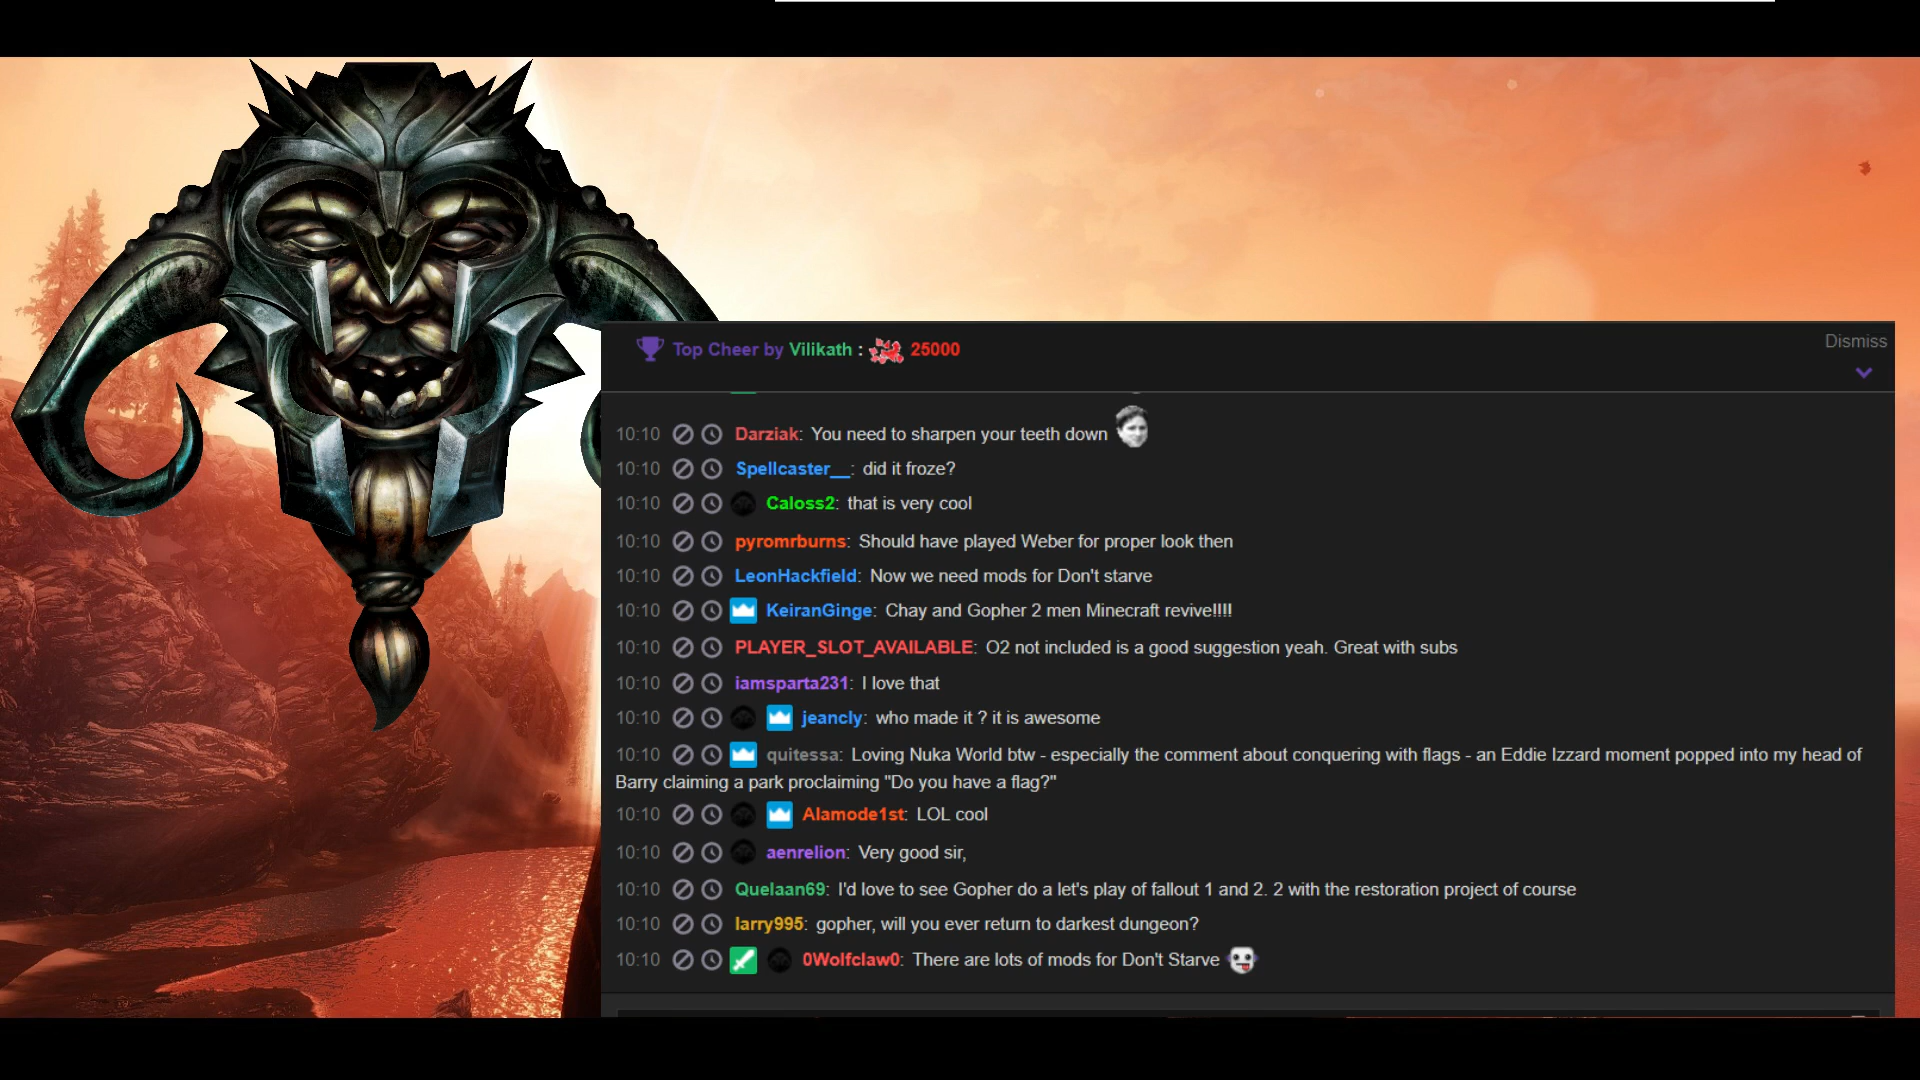 Top Cheer by Vilikath : 25000
Dismiss
10:10 Darziak: You need to sharpen your teeth down
10:10 Spellcaster__: did it froze?
10:10 Caloss2: that is very cool
10:10 pyromrburns: Should have played Weber for proper look then
10:10 LeonHackfield: Now we need mods for Don't starve
10:10 KeiranGinge: Chay and Gopher 2 men Minecraft revive!!!!
10:10 PLAYER_SLOT_AVAILABLE: O2 not included is a good suggestion yeah. Great with subs
10:10 iamsparta231: I love that
10:10 jeancly: who made it ? it is awesome
10:10 quitessa: Loving Nuka World btw - especially the comment about conquering with flags - an Eddie Izzard moment popped into my head of
Barry claiming a park proclaiming "Do you have a flag?"
10:10 Alamode1st: LOL cool
10:10 aenrelion: Very good sir,
10:10 Quelaan69: I'd love to see Gopher do a let's play of fallout 1 and 2. 2 with the restoration project of course
10:10 larry995: gopher, will you ever return to darkest dungeon?
10:10 0Wolfclaw0: There are lots of mods for Don't Starve